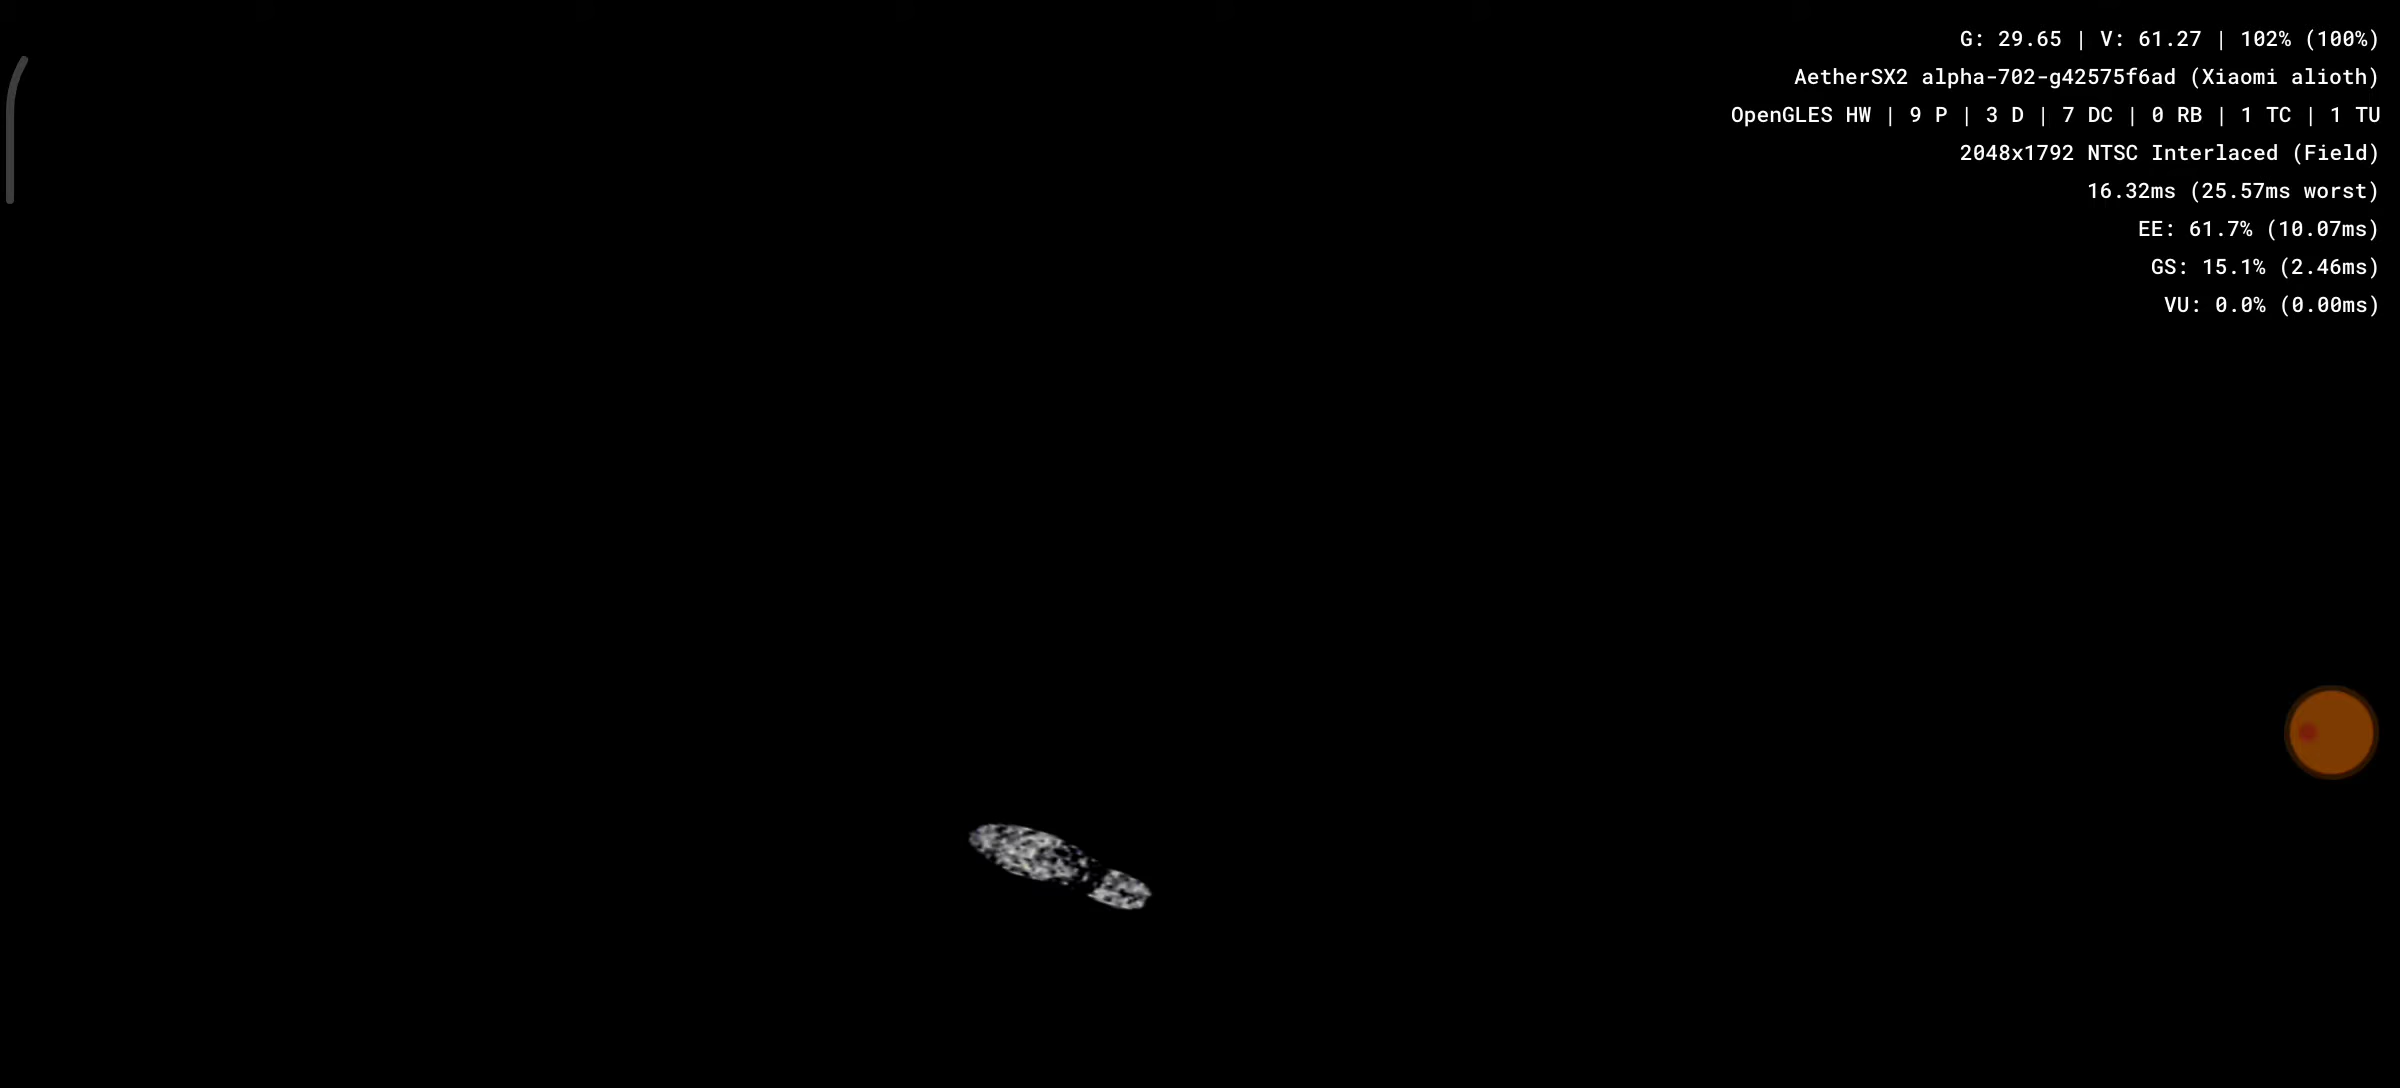 G: 29.65 | V: 61.27 | 102% (100%)
AetherSX2 alpha-702-g42575f6ad (Xiaomi alioth)
OpenGLES HW | 9 P | 3 D | 7 DC | 0 RB | 1 TC | 1 TU
2048x1792 NTSC Interlaced (Field)
16.32ms (25.57ms worst)
EE: 61.7% (10.07ms)
GS: 15.1% (2.46ms)
VU: 0.0% (0.00ms)